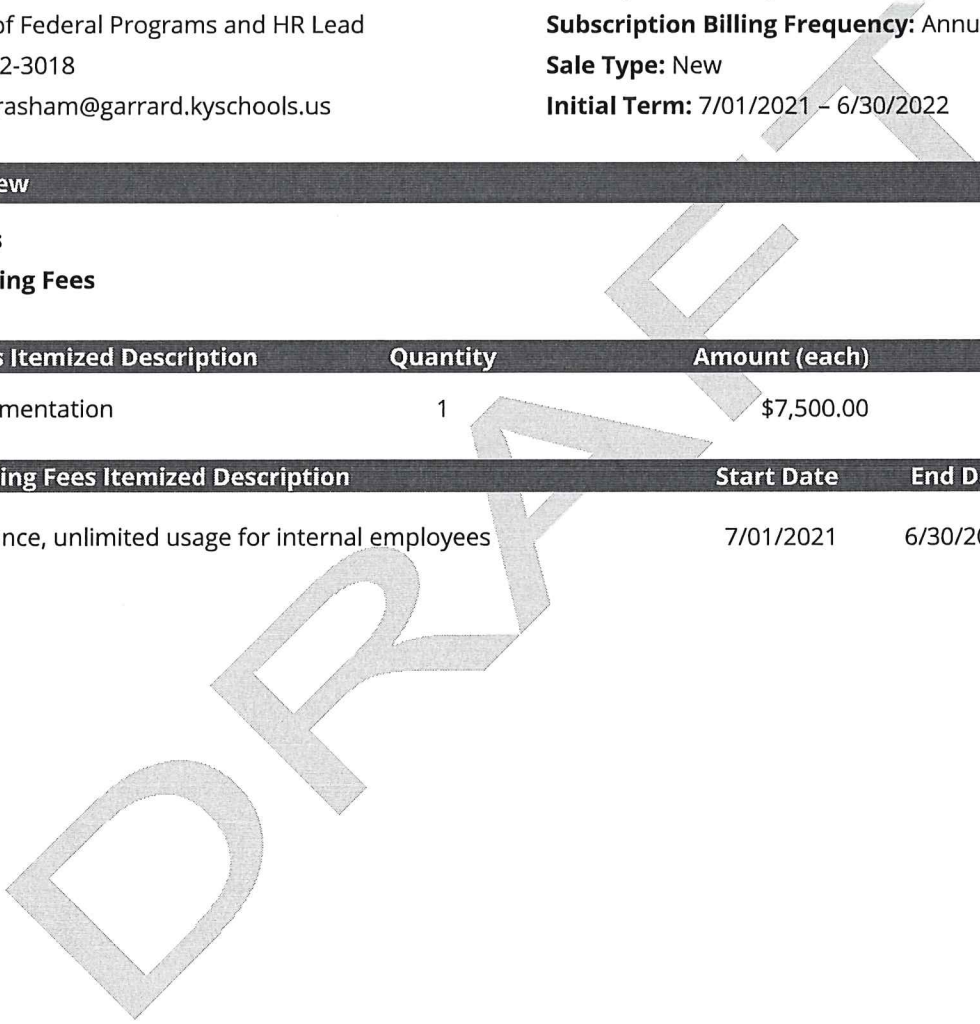 of Federal Programs and HR Lead
Subscription Billing Frequency: Annu
2-3018
Sale Type: New
rasham@garrard.kyschools.us
Initial Term: 7/01/2021 – 6/30/2022
ew
s
ing Fees
s Itemized Description Quantity Amount (each)
mentation 1 $7,500.00
ing Fees Itemized Description Start Date End D
nce, unlimited usage for internal employees 7/01/2021 6/30/20
DRAFT